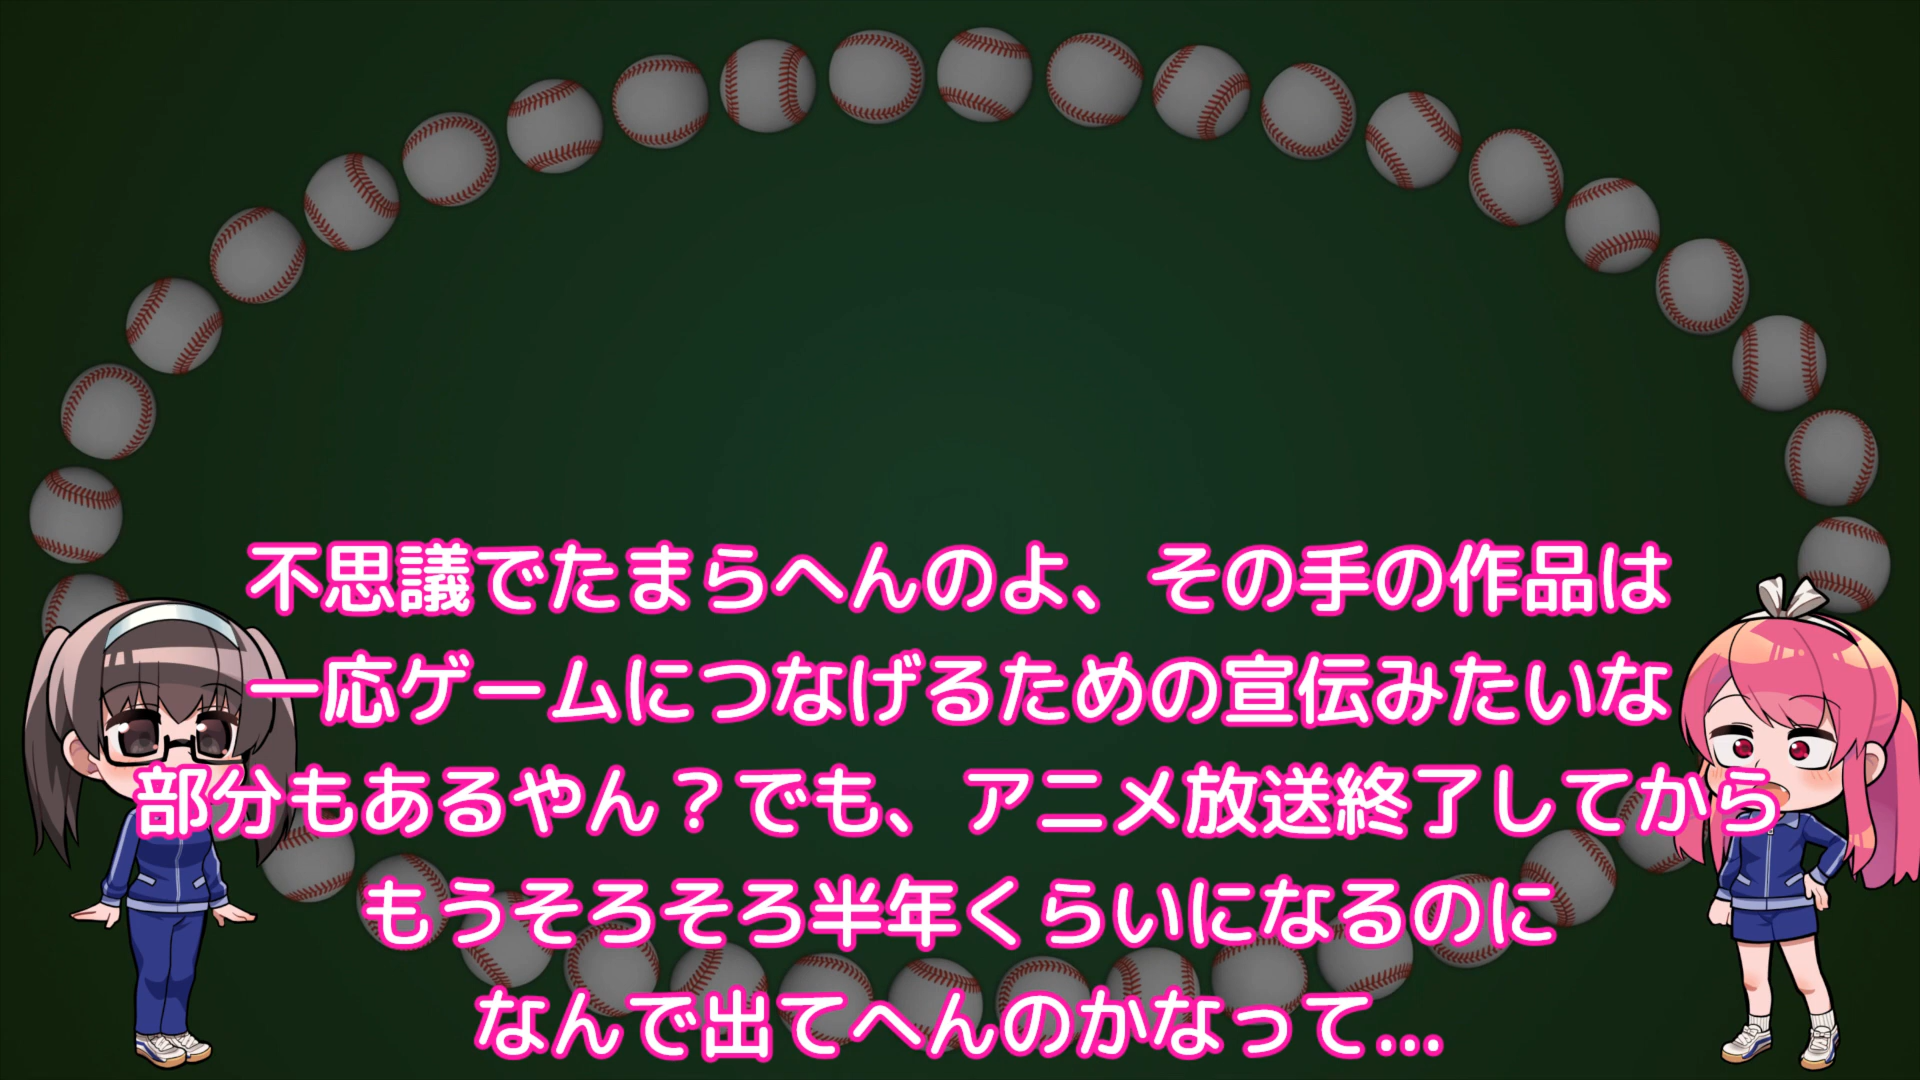 不思議でたまらへんのよ、その手の作品は
一応ゲームにつなげるための宣伝みたいな
部分もあるやん？でも、アニメ放送終了してから
もうそろそろ半年くらいになるのに
なんで出てへんのかなって…